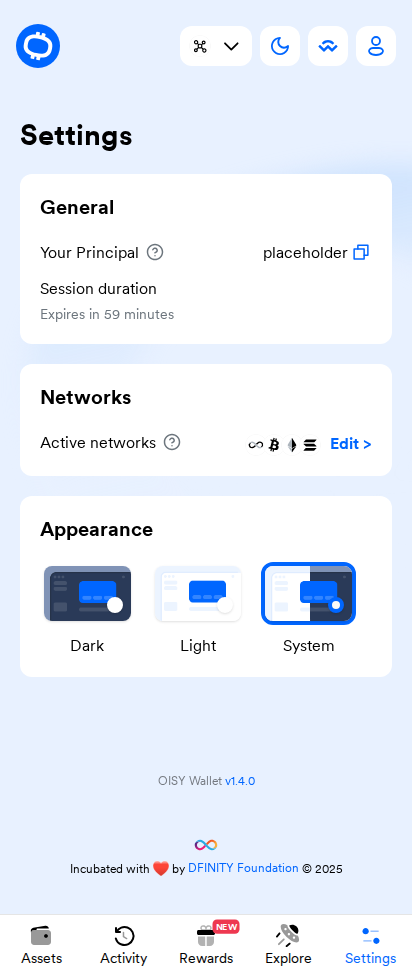 Settings
General
Your Principal
placeholder
Session duration
Expires in 59 minutes
Networks
Active networks
Edit >
Appearance
Dark
Light
System
OISY Wallet v1.4.0
Incubated with ❤️ by DFINITY Foundation © 2025
NEW
Assets
Activity
Rewards
Explore
Settings